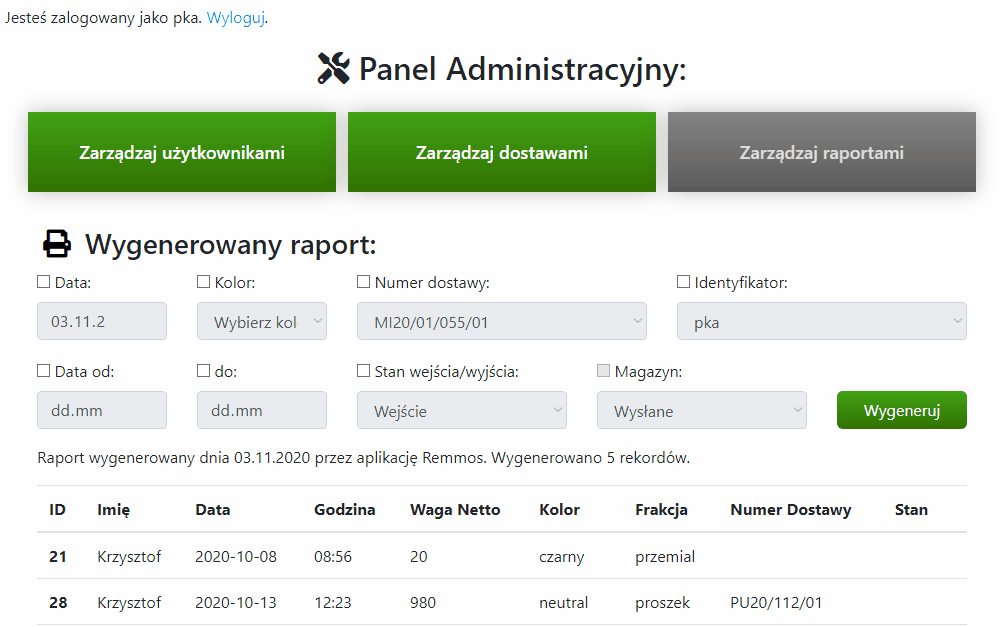 Jesteś zalogowany jako pka. Wyloguj.
Panel Administracyjny:
Zarządzaj użytkownikami Zarządzaj dostawami Zarządzaj raportami
Wygenerowany raport:
Data: Kolor: Numer dostawy: Identyfikator:
03.11.2 Wybierz kol MI20/01/055/01 pka
Data od: do: Stan wejścia/wyjścia: Magazyn:
dd.mm dd.mm Wejście Wysłane Wygeneruj
Raport wygenerowany dnia 03.11.2020 przez aplikację Remmos. Wygenerowano 5 rekordów.
ID Imię Data Godzina Waga Netto Kolor Frakcja Numer Dostawy Stan
21 Krzysztof 2020-10-08 08:56 20 czarny przemial
28 Krzysztof 2020-10-13 12:23 980 neutral proszek PU20/112/01